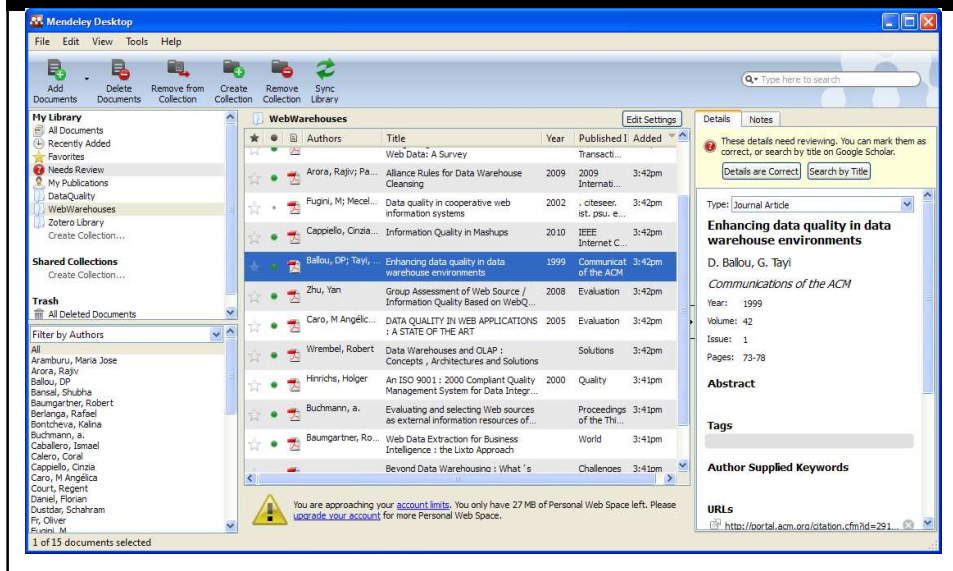 Mendeley Desktop
File Edit View Tools Help
Add Documents
Delete Documents
Remove from Collection
Create Collection
Remove Collection
Sync Library
Type here to search
My Library
All Documents
Recently Added
Favorites
Needs Review
My Publications
DataQuality
WebWarehouses
Zotero Library
Create Collection...
Shared Collections
Create Collection...
Trash
All Deleted Documents
Filter by Authors
All
Aramburu, Maria Jose
Arora, Rajiv
Ballou, DP
Bansal, Shubha
Baumgartner, Robert
Berlanga, Rafael
Bontcheva, Kalina
Buchmann, a.
Caballero, Ismael
Calero, Coral
Cappiello, Cinzia
Caro, M Angélica
Court, Regent
Daniel, Florian
Dustdar, Schahram
Fr, Oliver
Fugini, M
1 of 15 documents selected
WebWarehouses
Edit Settings
Authors Title Year Published I Added
Web Data: A Survey Transacti...
Arora, Rajiv; Pa... Alliance Rules for Data Warehouse 2009 2009 3:42pm
Cleansing Internati...
Fugini, M; Mecel... Data quality in cooperative web 2002 . citeseer. 3:42pm
information systems ist. psu. e...
Cappiello, Cinzia... Information Quality in Mashups 2010 IEEE 3:42pm
Internet C...
Ballou, DP; Tayi, ... Enhancing data quality in data 1999 Communicat 3:42pm
warehouse environments of the ACM
Zhu, Yan Group Assessment of Web Source / 2008 Evaluation 3:42pm
Information Quality Based on WebQ...
Caro, M Angélic... DATA QUALITY IN WEB APPLICATIONS 2005 Evaluation 3:42pm
: A STATE OF THE ART
Wrembel, Robert Data Warehouses and OLAP : Solutions 3:42pm
Concepts , Architectures and Solutions
Hinrichs, Holger An ISO 9001 : 2000 Compliant Quality 2000 Quality 3:41pm
Management System for Data Integr...
Buchmann, a. Evaluating and selecting Web sources Proceedings 3:41pm
as external information resources of... of the Thi...
Baumgartner, Ro... Web Data Extraction for Business World 3:41pm
Intelligence : the Lixto Approach
Beyond Data Warehousing : What ' s Challenges 3:41pm
You are approaching your account limits. You only have 27 MB of Personal Web Space left. Please
upgrade your account for more Personal Web Space.
Details Notes
These details need reviewing. You can mark them as
correct, or search by title on Google Scholar.
Details are Correct Search by Title
Type: Journal Article
Enhancing data quality in data
warehouse environments
D. Ballou, G. Tayi
Communications of the ACM
Year: 1999
Volume: 42
Issue: 1
Pages: 73-78
Abstract
Tags
Author Supplied Keywords
URLs
http://portal.acm.org/citation.cfm?id=291...